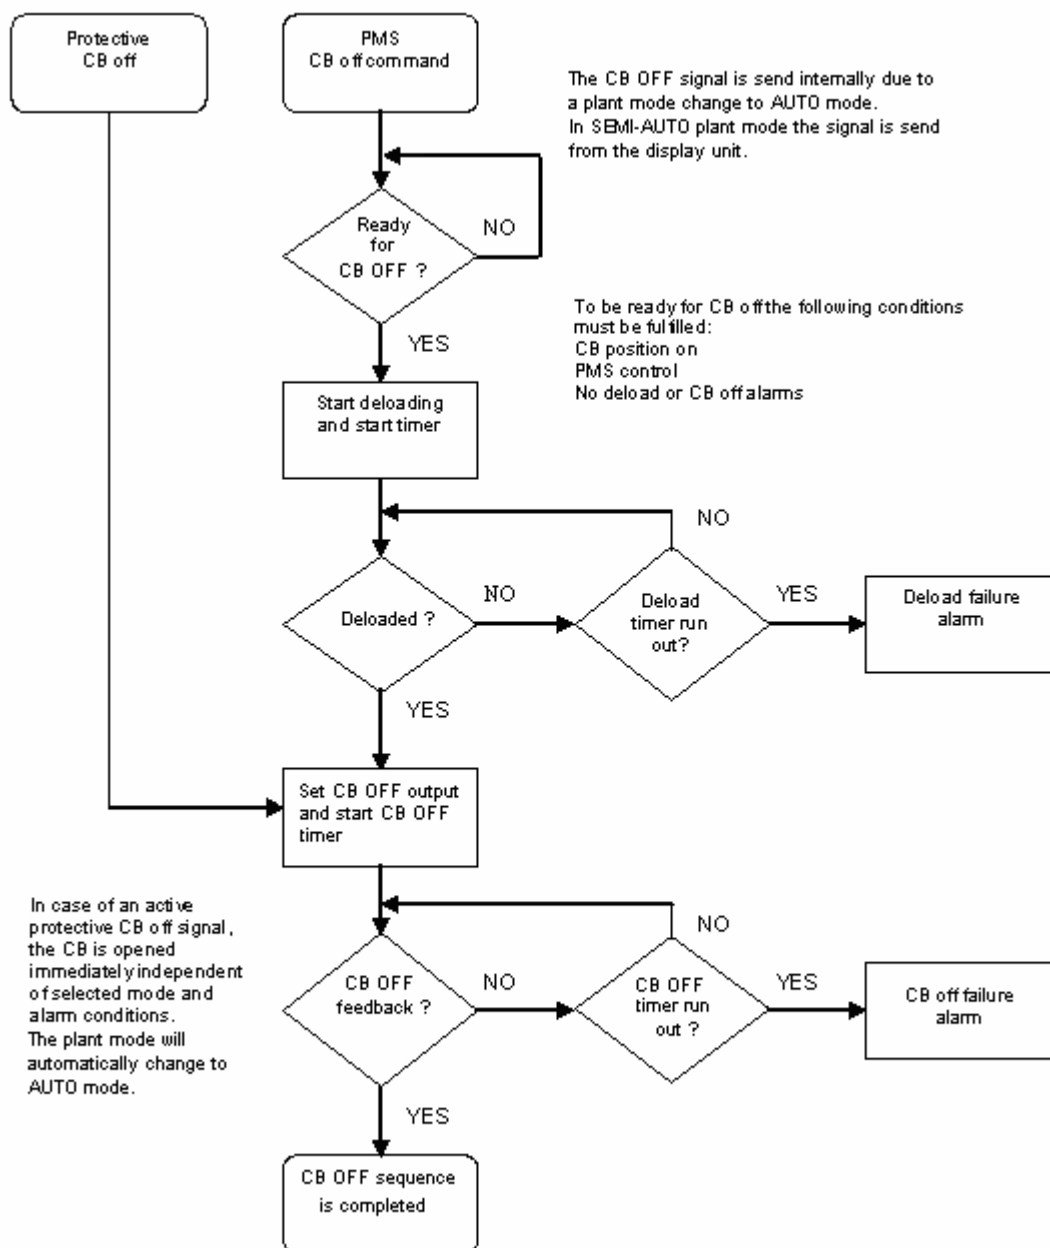 Protective
CB off
PMS
CB off command
The CB OFF signal is send internally due to
a plant mode change to AUTO mode.
In SEMI-AUTO plant mode the signal is send
from the display unit.
Ready
for
CB OFF ?
NO
YES
To be ready for CB off the following conditions
must be fulfilled:
CB position on
PMS control
No deload or CB off alarms
Start deloading
and start timer
NO
Deloaded ?
NO
Deload
timer run
out?
YES
Deload failure
alarm
YES
Set CB OFF output
and start CB OFF
timer
In case of an active
protective CB off signal,
the CB is opened
immediately independent
of selected mode and
alarm conditions.
The plant mode will
automatically change to
AUTO mode.
NO
CB OFF
feedback ?
NO
CB OFF
timer run
out ?
YES
CB off failure
alarm
YES
CB OFF sequence
is completed